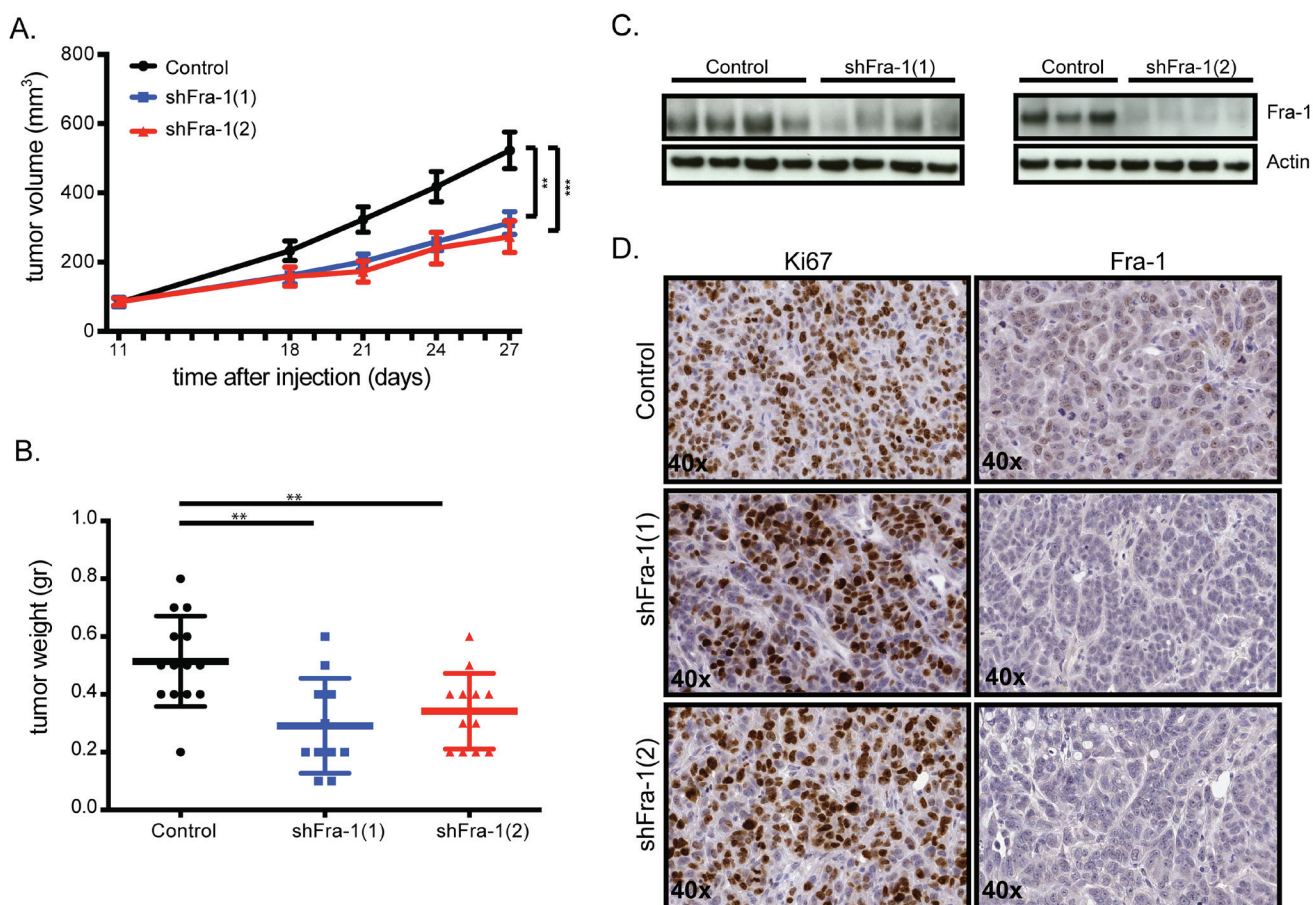 A.
800
600
400
200
0
tumor volume (mm3)
Control
shFra-1(1)
shFra-1(2)
**
***
11 18 21 24 27
time after injection (days)
B.
**
**
1.0
0.8
0.6
0.4
0.2
0.0
tumor weight (gr)
Control shFra-1(1) shFra-1(2)
C.
Control shFra-1(1) Control shFra-1(2)
Fra-1
Actin
D.
Ki67 Fra-1
Control
40x 40x
shFra-1(1)
40x 40x
shFra-1(2)
40x 40x